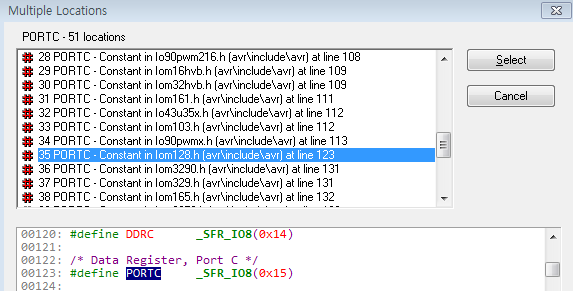 Multiple Locations
PORTC - 51 locations
28 PORTC - Constant in Io90pwm216.h (avr\include\avr) at line 108
29 PORTC - Constant in Iom16hvb.h (avr\include\avr) at line 109
30 PORTC - Constant in Iom32hvb.h (avr\include\avr) at line 109
31 PORTC - Constant in Iom161.h (avr\include\avr) at line 111
32 PORTC - Constant in Io43u35x.h (avr\include\avr) at line 112
33 PORTC - Constant in Iom103.h (avr\include\avr) at line 112
34 PORTC - Constant in Io90pwmx.h (avr\include\avr) at line 113
35 PORTC - Constant in Iom128.h (avr\include\avr) at line 123
36 PORTC - Constant in Iom3290.h (avr\include\avr) at line 131
37 PORTC - Constant in Iom329.h (avr\include\avr) at line 131
38 PORTC - Constant in Iom165.h (avr\include\avr) at line 132
Select
Cancel
00120: #define DDRC _SFR_IO8(0x14)
00121:
00122: /* Data Register, Port C */
00123: #define PORTC _SFR_IO8(0x15)
00124: